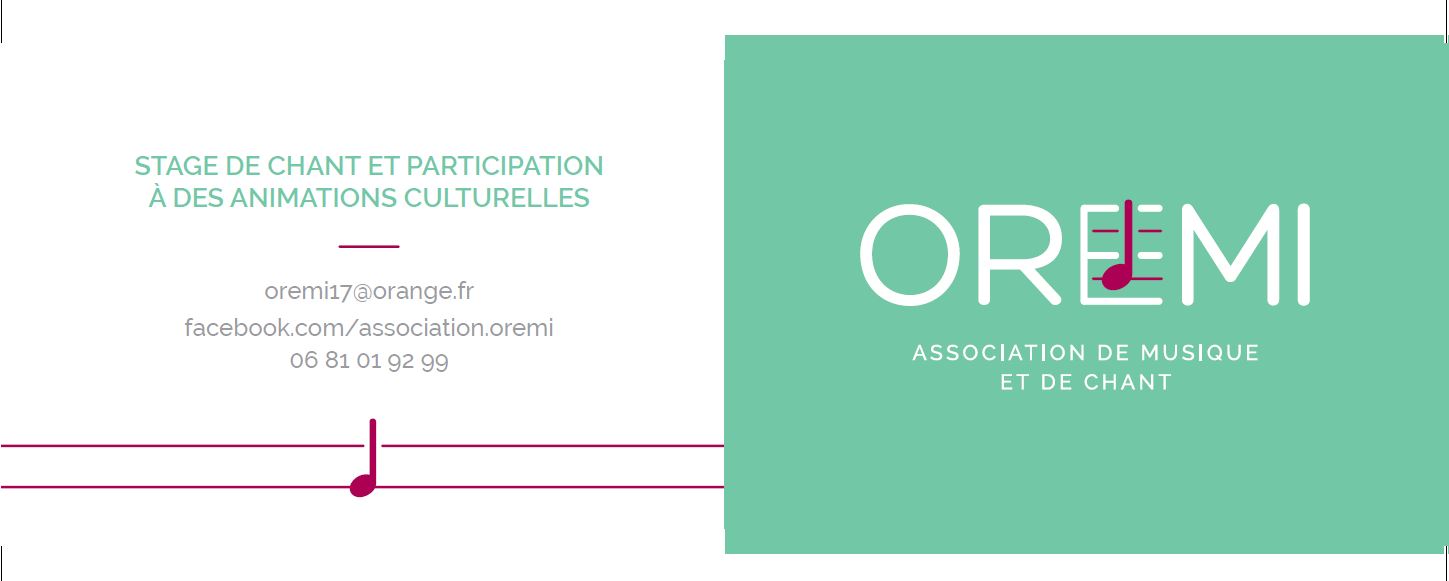 STAGE DE CHANT ET PARTICIPATION
À DES ANIMATIONS CULTURELLES
oremi17@orange.fr
facebook.com/association.oremi
06 81 01 92 99
OREMI
ASSOCIATION DE MUSIQUE
ET DE CHANT